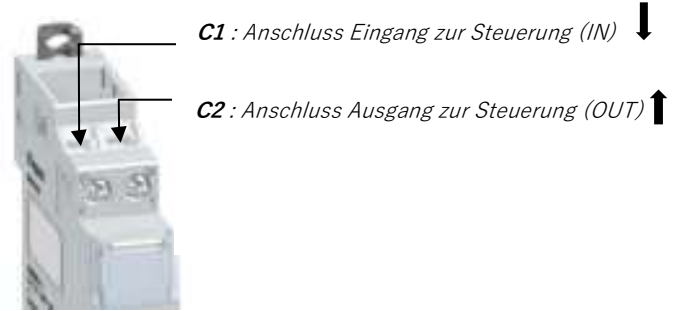 C1 : Anschluss Eingang zur Steuerung (IN)
C2 : Anschluss Ausgang zur Steuerung (OUT)